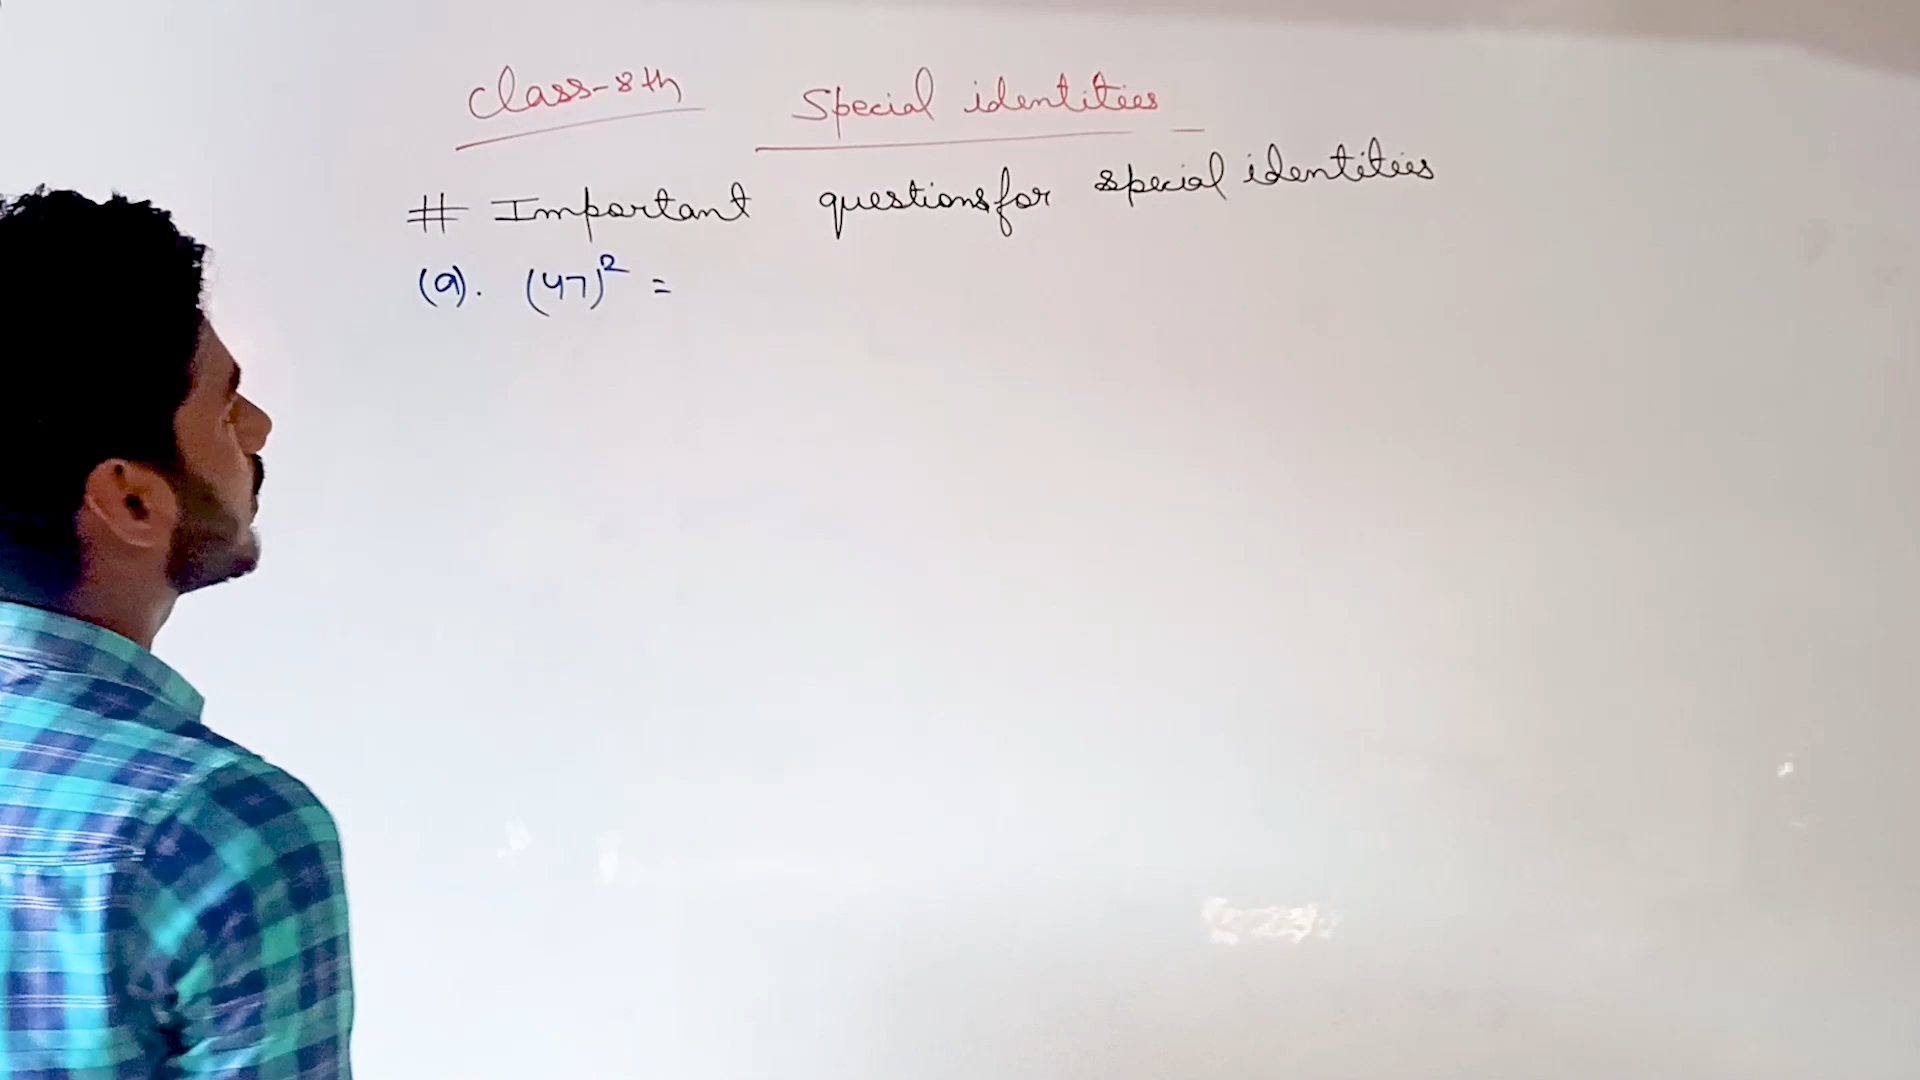 Class-8th Special identities
# Important questions for special identities
(a). (47)² =